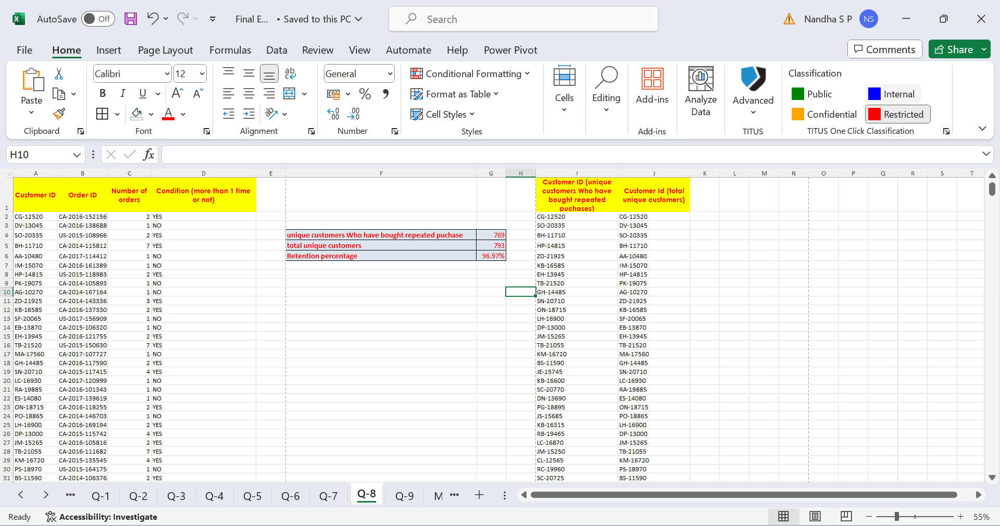 AutoSave Off Final E... • Saved to this PC Search Nandha S P NS
File Home Insert Page Layout Formulas Data Review View Automate Help Power Pivot Comments Share
Calibri 12 General Conditional Formatting Classification
Paste B I U Format as Table Cells Editing Add-ins Analyze Data Advanced Public Internal
Cell Styles Confidential Restricted
Clipboard Font Alignment Number Styles Add-ins TITUS TITUS One Click Classification
H10 fx
A B C D E F G H I J K L M N O P Q R S T
1 Customer ID Order ID Number of orders Condition (more than 1 time or not) Customer ID (unique customers Who have bought repeated puchases) Customer Id (total unique customers)
2 CG-12520 CA-2016-152156 2 YES CG-12520 CG-12520
3 DV-13045 CA-2016-138688 1 NO SO-20335 DV-13045
4 SO-20335 US-2015-108966 2 YES unique customers Who have bought repeated puchase 769 BH-11710 SO-20335
5 BH-11710 CA-2014-115812 7 YES total unique customers 793 HP-14815 BH-11710
6 AA-10480 CA-2017-114412 1 NO Retention percentage 96.97% ZD-21925 AA-10480
7 IM-15070 CA-2016-161389 1 NO KB-16585 IM-15070
8 HP-14815 US-2015-118983 2 YES EH-13945 HP-14815
9 PK-19075 CA-2014-105893 1 NO TB-21520 PK-19075
10 AG-10270 CA-2014-167164 1 NO GH-14485 AG-10270
11 ZD-21925 CA-2014-143336 3 YES SN-20710 ZD-21925
12 KB-16585 CA-2016-137330 2 YES ON-18715 KB-16585
13 SF-20065 US-2017-156909 1 NO LH-16900 SF-20065
14 EB-13870 CA-2015-106320 1 NO DP-13000 EB-13870
15 EH-13945 CA-2016-121755 2 YES JM-15265 EH-13945
16 TB-21520 US-2015-150630 7 YES TB-21055 TB-21520
17 MA-17560 CA-2017-107727 1 NO KM-16720 MA-17560
18 GH-14485 CA-2016-117590 2 YES BS-11590 GH-14485
19 SN-20710 CA-2015-117415 4 YES JE-15745 SN-20710
20 LC-16930 CA-2017-120999 1 NO KB-16600 LC-16930
21 RA-19885 CA-2016-101343 1 NO SC-20770 RA-19885
22 ES-14080 CA-2017-139619 1 NO DN-13690 ES-14080
23 ON-18715 CA-2016-118255 2 YES PG-18895 ON-18715
24 PO-18865 CA-2014-146703 1 NO JS-15685 PO-18865
25 LH-16900 CA-2016-169194 2 YES KB-16315 LH-16900
26 DP-13000 CA-2015-115742 4 YES RB-19465 DP-13000
27 JM-15265 CA-2016-105816 2 YES LC-16870 JM-15265
28 TB-21055 CA-2016-111682 7 YES JM-15250 TB-21055
29 KM-16720 CA-2015-135545 4 YES CL-12565 KM-16720
30 PS-18970 US-2015-164175 1 NO RC-19960 PS-18970
31 BS-11590 CA-2014-106376 2 YES SC-20725 BS-11590
Q-1 Q-2 Q-3 Q-4 Q-5 Q-6 Q-7 Q-8 Q-9 M
Ready Accessibility: Investigate 55%